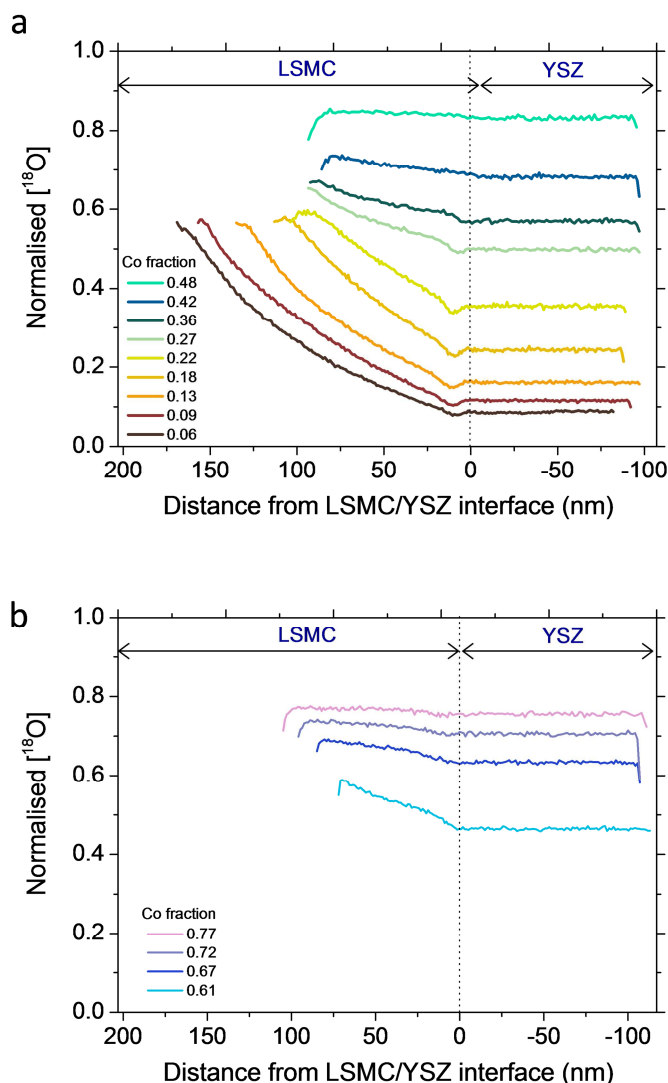 a
1.0
LSMC YSZ
0.8
0.6
0.4
0.2
0.0
Normalised [¹⁸O]
Co fraction
0.48
0.42
0.36
0.27
0.22
0.18
0.13
0.09
0.06
200 150 100 50 0 -50 -100
Distance from LSMC/YSZ interface (nm)
b
1.0
LSMC YSZ
0.8
0.6
0.4
0.2
0.0
Normalised [¹⁸O]
Co fraction
0.77
0.72
0.67
0.61
200 150 100 50 0 -50 -100
Distance from LSMC/YSZ interface (nm)